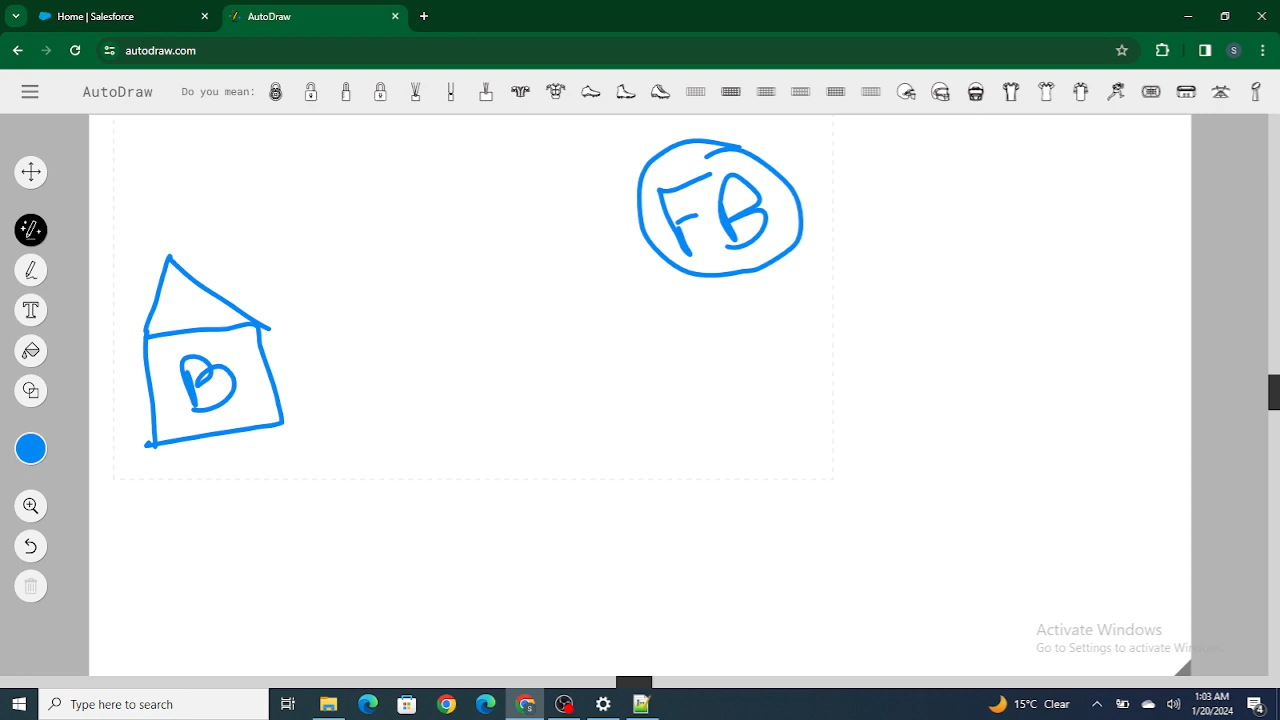 Home | Salesforce
AutoDraw
autodraw.com
S
AutoDraw
Do you mean:
FB
B
T
Activate Windows
Go to Settings to activate Windows.
Type here to search
15°C Clear
1:03 AM
1/20/2024
4